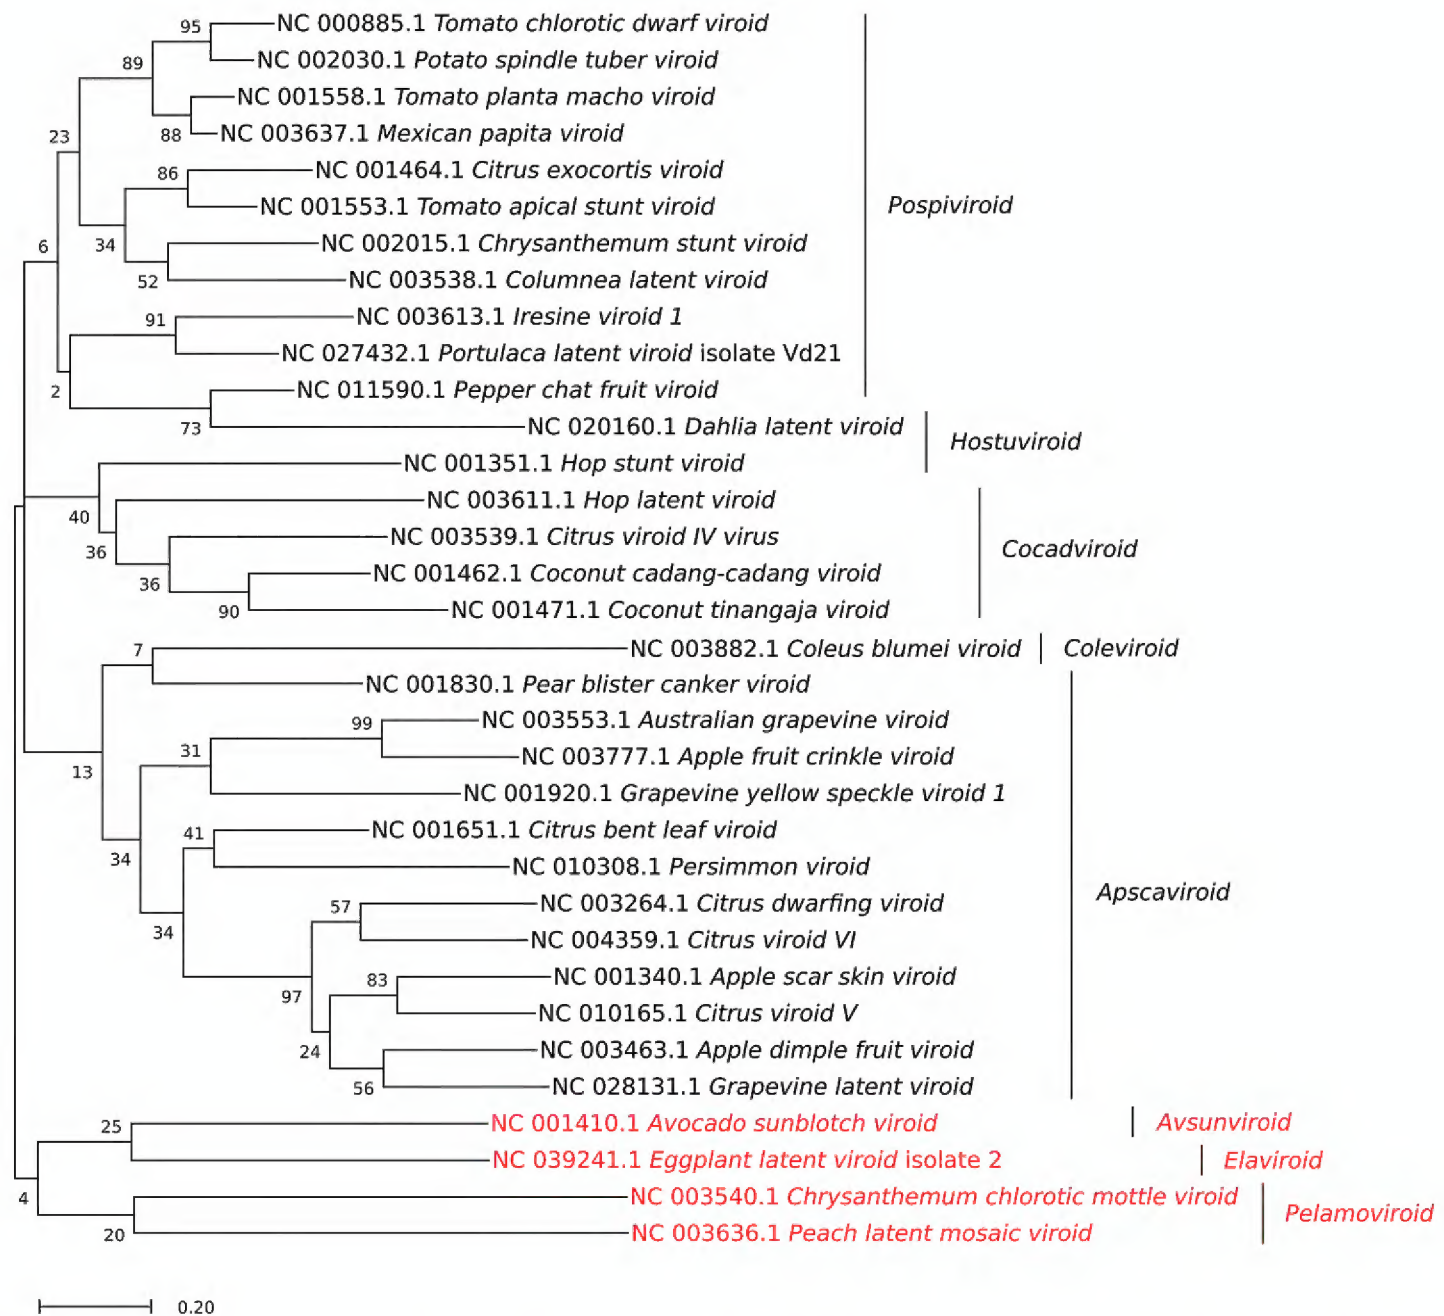 95 NC 000885.1 Tomato chlorotic dwarf viroid
NC 002030.1 Potato spindle tuber viroid
89
NC 001558.1 Tomato planta macho viroid
88 NC 003637.1 Mexican papita viroid
23
86 NC 001464.1 Citrus exocortis viroid
NC 001553.1 Tomato apical stunt viroid
Pospiviroid
34
NC 002015.1 Chrysanthemum stunt viroid
6
52 NC 003538.1 Columnea latent viroid
91 NC 003613.1 Iresine viroid 1
NC 027432.1 Portulaca latent viroid isolate Vd21
2
NC 011590.1 Pepper chat fruit viroid
73 NC 020160.1 Dahlia latent viroid
Hostuviroid
NC 001351.1 Hop stunt viroid
NC 003611.1 Hop latent viroid
40
NC 003539.1 Citrus viroid IV virus
36
Cocadviroid
NC 001462.1 Coconut cadang-cadang viroid
36
90 NC 001471.1 Coconut tinangaja viroid
7 NC 003882.1 Coleus blumei viroid Coleviroid
NC 001830.1 Pear blister canker viroid
99 NC 003553.1 Australian grapevine viroid
31 NC 003777.1 Apple fruit crinkle viroid
13
NC 001920.1 Grapevine yellow speckle viroid 1
41 NC 001651.1 Citrus bent leaf viroid
34
NC 010308.1 Persimmon viroid
Apscaviroid
57 NC 003264.1 Citrus dwarfing viroid
34
NC 004359.1 Citrus viroid VI
83 NC 001340.1 Apple scar skin viroid
97
NC 010165.1 Citrus viroid V
24 NC 003463.1 Apple dimple fruit viroid
56 NC 028131.1 Grapevine latent viroid
25 NC 001410.1 Avocado sunblotch viroid Avsunviroid
NC 039241.1 Eggplant latent viroid isolate 2 Elaviroid
4 NC 003540.1 Chrysanthemum chlorotic mottle viroid
Pelamoviroid
20 NC 003636.1 Peach latent mosaic viroid
0.20